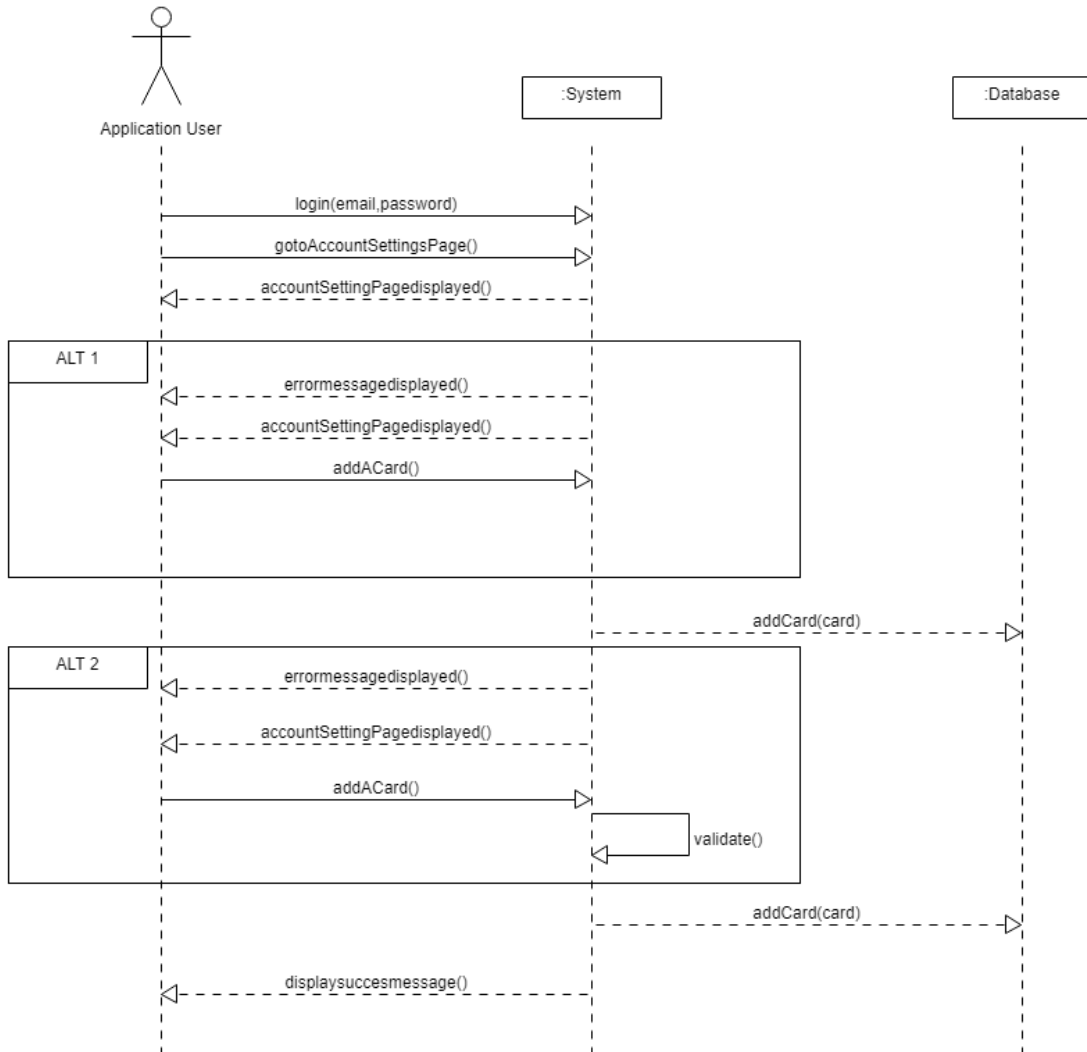 Application User
:System
:Database
login(email,password)
gotoAccountSettingsPage()
accountSettingPagedisplayed()
ALT 1
errormessagedisplayed()
accountSettingPagedisplayed()
addACard()
addCard(card)
ALT 2
errormessagedisplayed()
accountSettingPagedisplayed()
addACard()
validate()
addCard(card)
displaysuccesmessage()